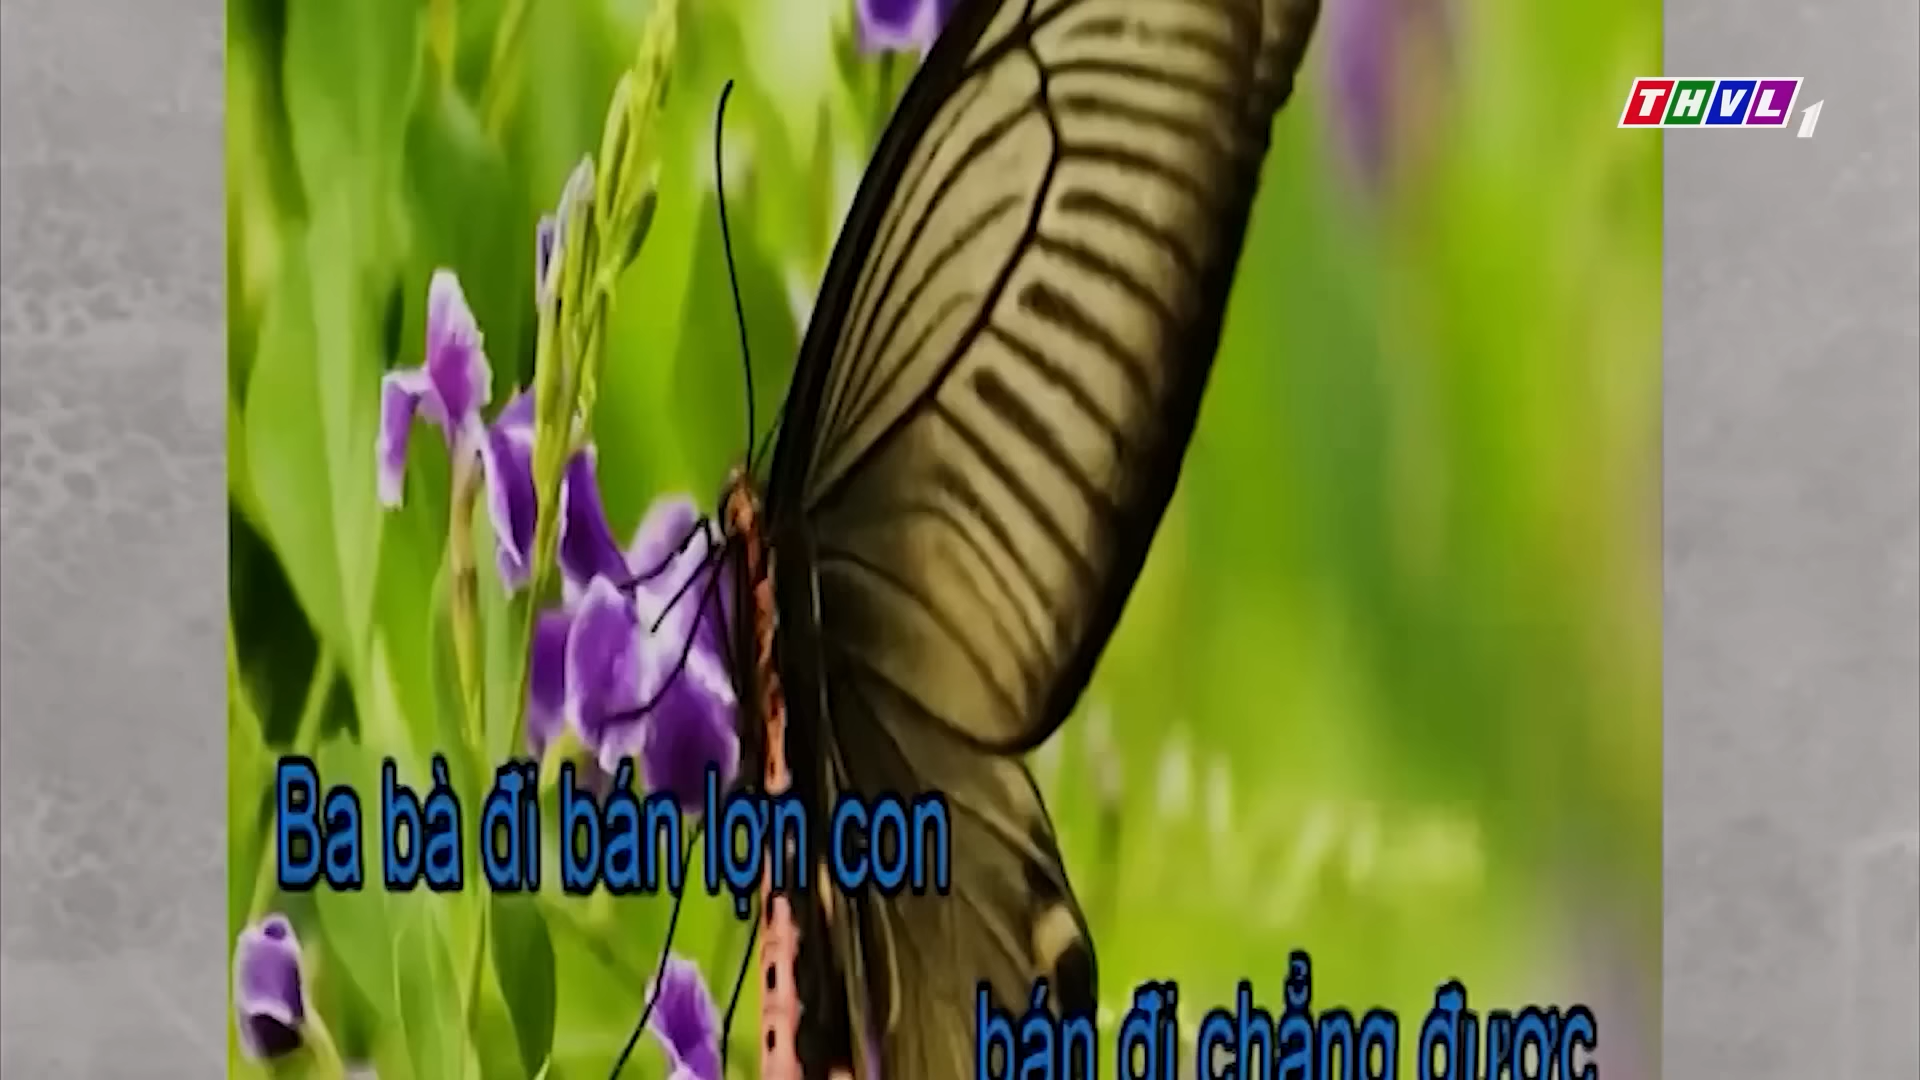 THVL1
Ba bà đi bán lợn con
bán đi chẳng được